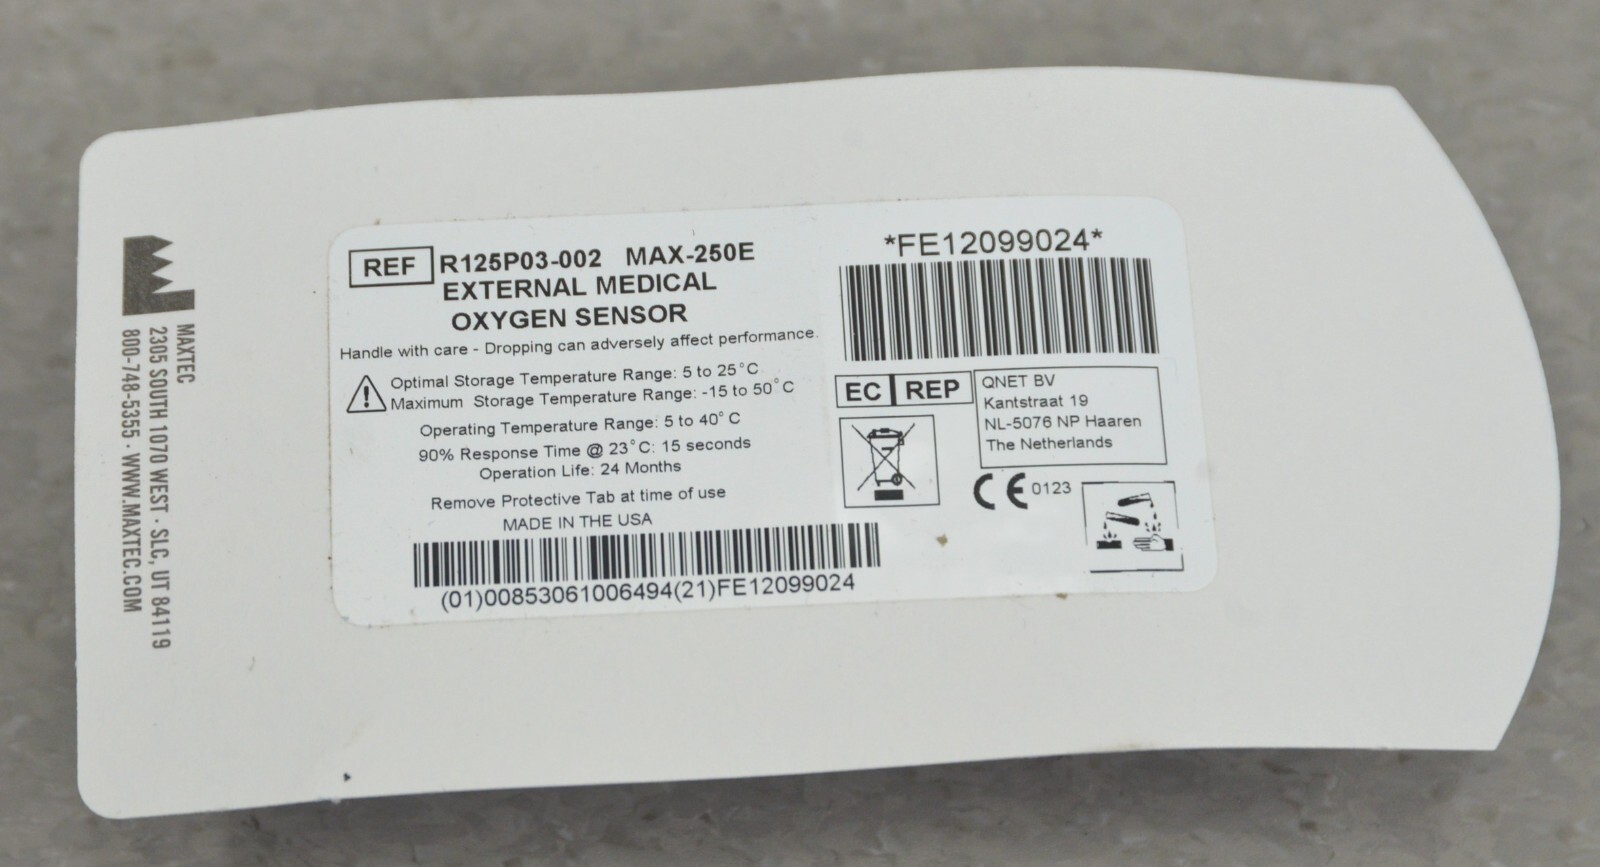 REF R125P03-002 MAX-250E
EXTERNAL MEDICAL
OXYGEN SENSOR
Handle with care - Dropping can adversely affect performance.
Optimal Storage Temperature Range: 5 to 25°C
Maximum Storage Temperature Range: -15 to 50°C
Operating Temperature Range: 5 to 40°C
90% Response Time @ 23°C: 15 seconds
Operation Life: 24 Months
Remove Protective Tab at time of use
MADE IN THE USA
(01)00853061006494(21)FE12099024
*FE12099024*
EC REP
QNET BV
Kantstraat 19
NL-5076 NP Haaren
The Netherlands
CE 0123
MAXTEC
2305 SOUTH 1070 WEST · SLC, UT 84119
800-748-5355 · WWW.MAXTEC.COM